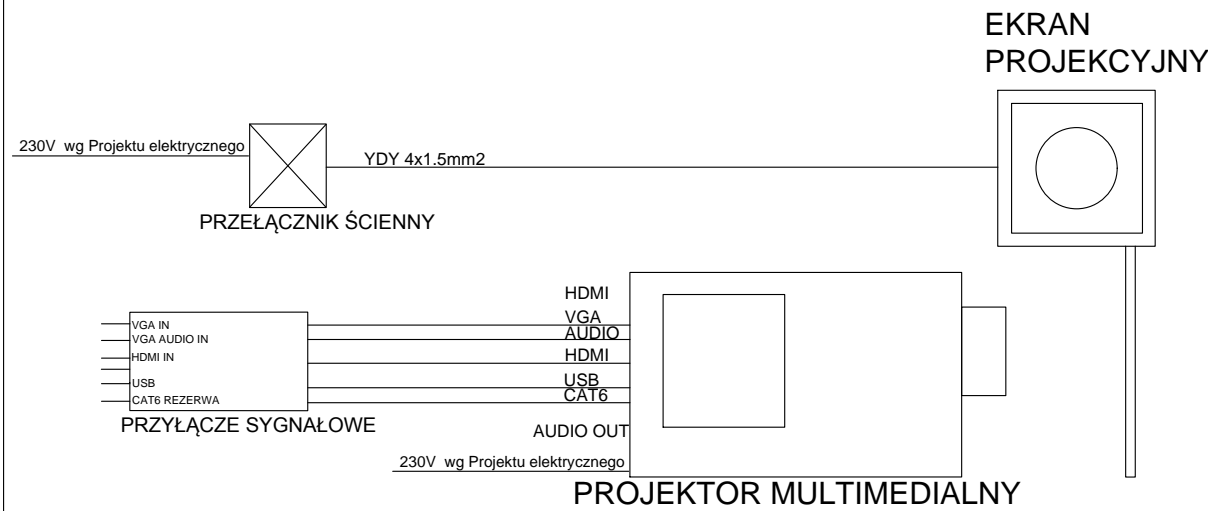 EKRAN
PROJEKCYJNY
230V wg Projektu elektrycznego
YDY 4x1.5mm2
PRZEŁĄCZNIK ŚCIENNY
HDMI
VGA
AUDIO
HDMI
USB
CAT6
VGA IN
VGA AUDIO IN
HDMI IN
USB
CAT6 REZERWA
PRZYŁĄCZE SYGNAŁOWE
AUDIO OUT
230V wg Projektu elektrycznego
PROJEKTOR MULTIMEDIALNY